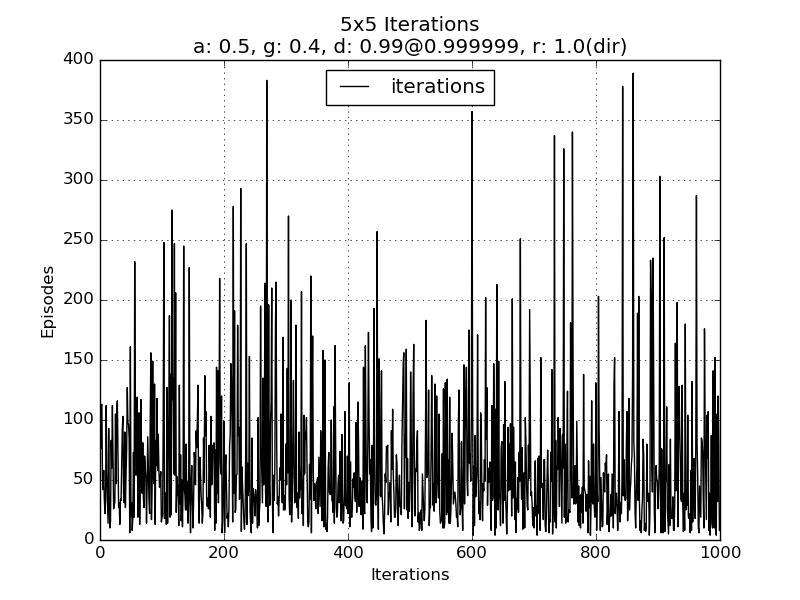 5x5 Iterations
a: 0.5, g: 0.4, d: 0.99@0.999999, r: 1.0(dir)
iterations
400
350
300
250
200
150
100
50
0
Episodes
0 200 400 600 800 1000
Iterations